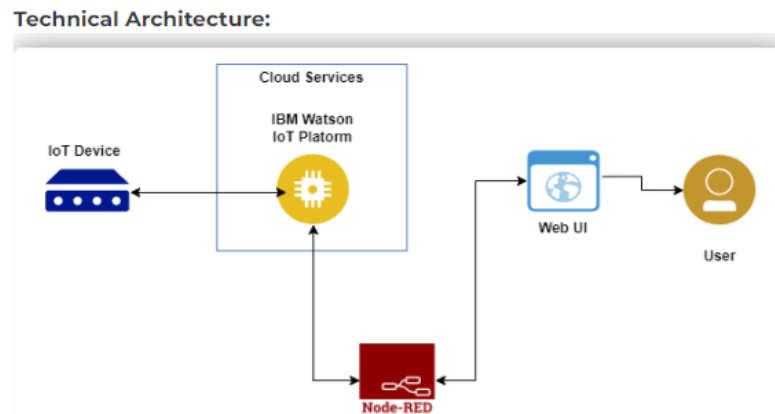 Technical Architecture:
Cloud Services
IBM Watson
IoT Platorm
IoT Device
Web UI
User
Node-RED